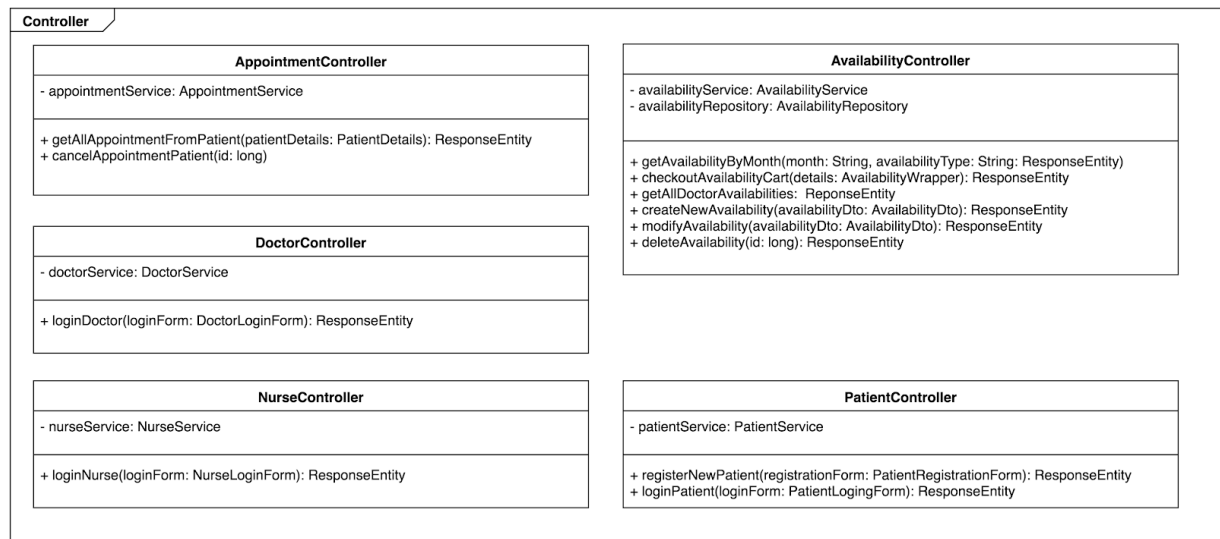 Controller
AppointmentController
- appointmentService: AppointmentService
+ getAllAppointmentFromPatient(patientDetails: PatientDetails): ResponseEntity
+ cancelAppointmentPatient(id: long)
AvailabilityController
- availabilityService: AvailabilityService
- availabilityRepository: AvailabilityRepository
+ getAvailabilityByMonth(month: String, availabilityType: String: ResponseEntity)
+ checkoutAvailabilityCart(details: AvailabilityWrapper): ResponseEntity
+ getAllDoctorAvailabilities:  ReponseEntity
+ createNewAvailability(availabilityDto: AvailabilityDto): ResponseEntity
+ modifyAvailability(availabilityDto: AvailabilityDto): ResponseEntity
+ deleteAvailability(id: long): ResponseEntity
DoctorController
- doctorService: DoctorService
+ loginDoctor(loginForm: DoctorLoginForm): ResponseEntity
NurseController
- nurseService: NurseService
+ loginNurse(loginForm: NurseLoginForm): ResponseEntity
PatientController
- patientService: PatientService
+ registerNewPatient(registrationForm: PatientRegistrationForm): ResponseEntity
+ loginPatient(loginForm: PatientLogingForm): ResponseEntity